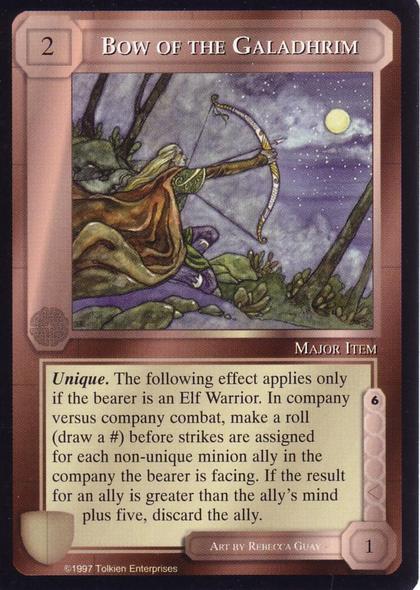 2
BOW OF THE GALADHRIM
MAJOR ITEM
Unique. The following effect applies only
if the bearer is an Elf Warrior. In company
versus company combat, make a roll
(draw a #) before strikes are assigned
for each non-unique minion ally in the
company the bearer is facing. If the result
for an ally is greater than the ally's mind
plus five, discard the ally.
6
ART BY REBECCA GUAY
1
©1997 Tolkien Enterprises